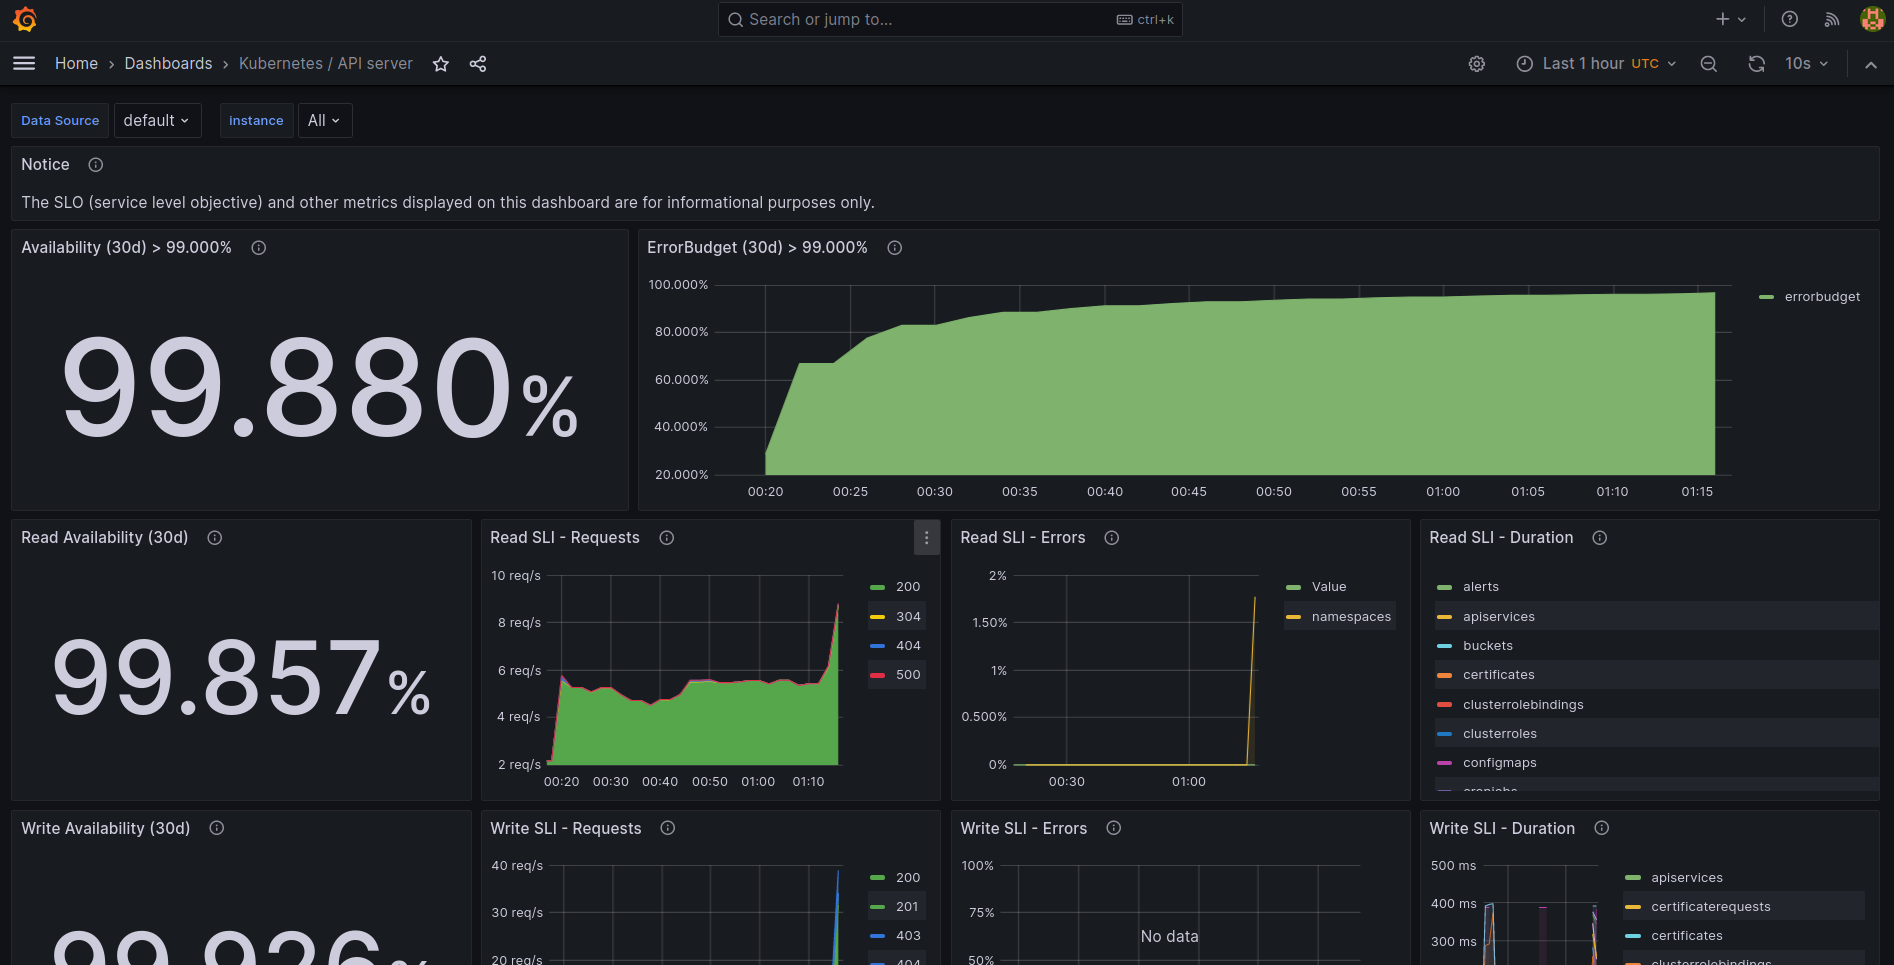 Search or jump to...
ctrl+k
Home › Dashboards › Kubernetes / API server
Last 1 hour UTC
10s
Data Source
default
instance
All
Notice
The SLO (service level objective) and other metrics displayed on this dashboard are for informational purposes only.
Availability (30d) > 99.000%
99.880%
ErrorBudget (30d) > 99.000%
100.000%
80.000%
60.000%
40.000%
20.000%
00:20 00:25 00:30 00:35 00:40 00:45 00:50 00:55 01:00 01:05 01:10 01:15
errorbudget
Read Availability (30d)
99.857%
Read SLI - Requests
10 req/s
8 req/s
6 req/s
4 req/s
2 req/s
00:20 00:30 00:40 00:50 01:00 01:10
200
304
404
500
Read SLI - Errors
2%
1.50%
1%
0.500%
0%
00:30 01:00
Value
namespaces
Read SLI - Duration
alerts
apiservices
buckets
certificates
clusterrolebindings
clusterroles
configmaps
cronjobs
Write Availability (30d)
99.926%
Write SLI - Requests
40 req/s
30 req/s
20 req/s
200
201
403
404
Write SLI - Errors
100%
75%
50%
No data
Write SLI - Duration
500 ms
400 ms
300 ms
apiservices
certificaterequests
certificates
clusterrolebindings